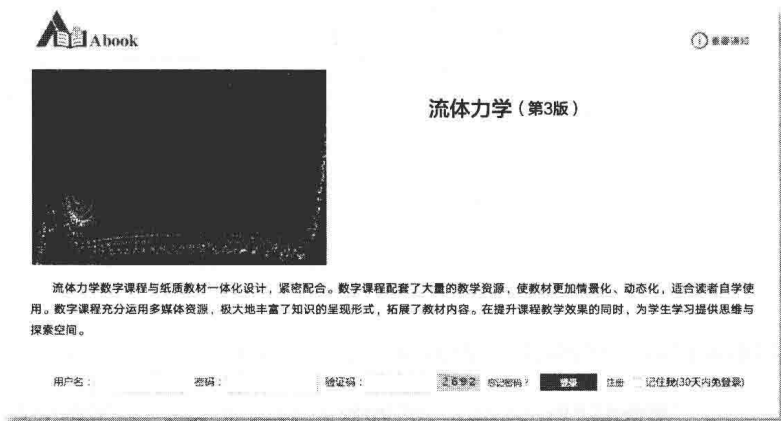 Abook
重要通知
流体力学（第3版）
流体力学数字课程与纸质教材一体化设计，紧密配合。数字课程配套了大量的教学资源，使教材更加情景化、动态化，适合读者自学使
用。数字课程充分运用多媒体资源，极大地丰富了知识的呈现形式，拓展了教材内容。在提升课程教学效果的同时，为学生学习提供思维与
探索空间。
用户名： 密码： 验证码： 2692 忘记密码？ 登录 注册 记住我(30天内免登录)